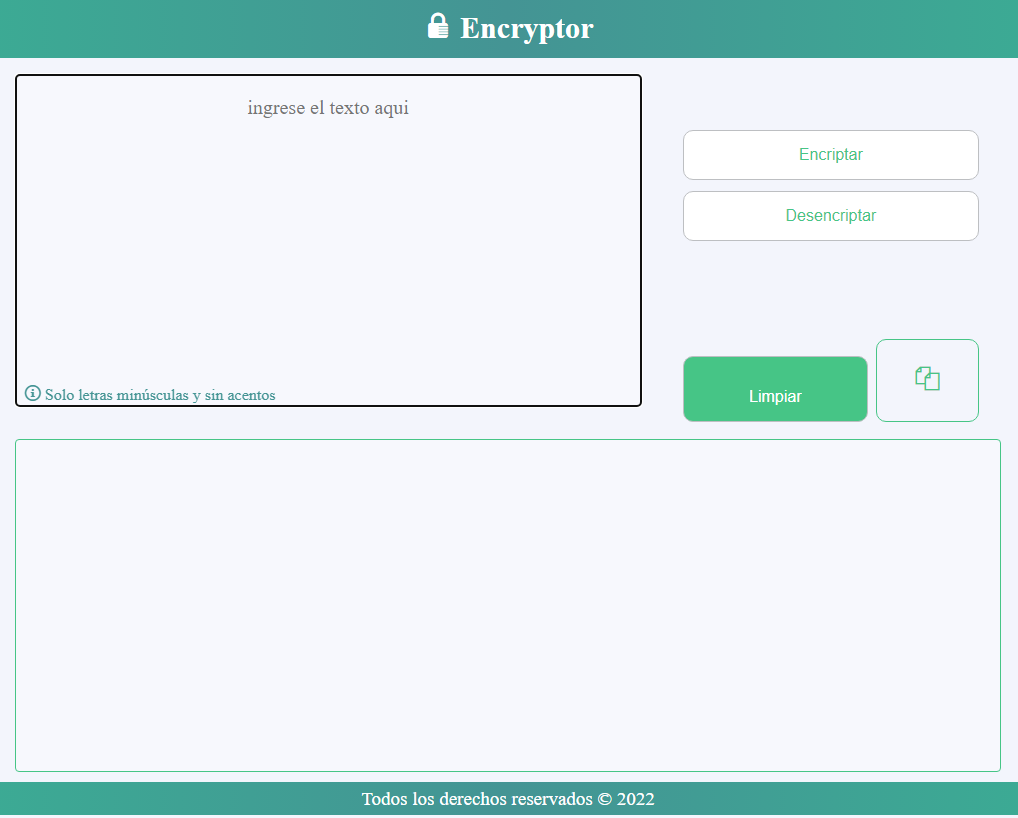 Encryptor
ingrese el texto aqui
Encriptar
Desencriptar
Solo letras minúsculas y sin acentos
Limpiar
Todos los derechos reservados © 2022